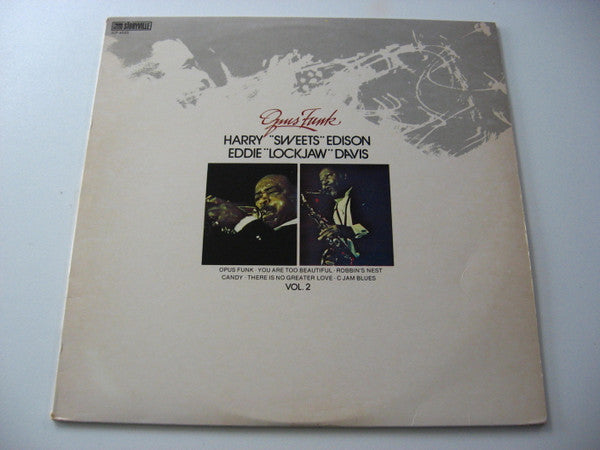 STORYVILLE
Opus Funk
HARRY "SWEETS" EDISON
EDDIE "LOCKJAW" DAVIS
OPUS FUNK · YOU ARE TOO BEAUTIFUL · ROBBIN'S NEST
CANDY · THERE IS NO GREATER LOVE · C JAM BLUES
VOL. 2